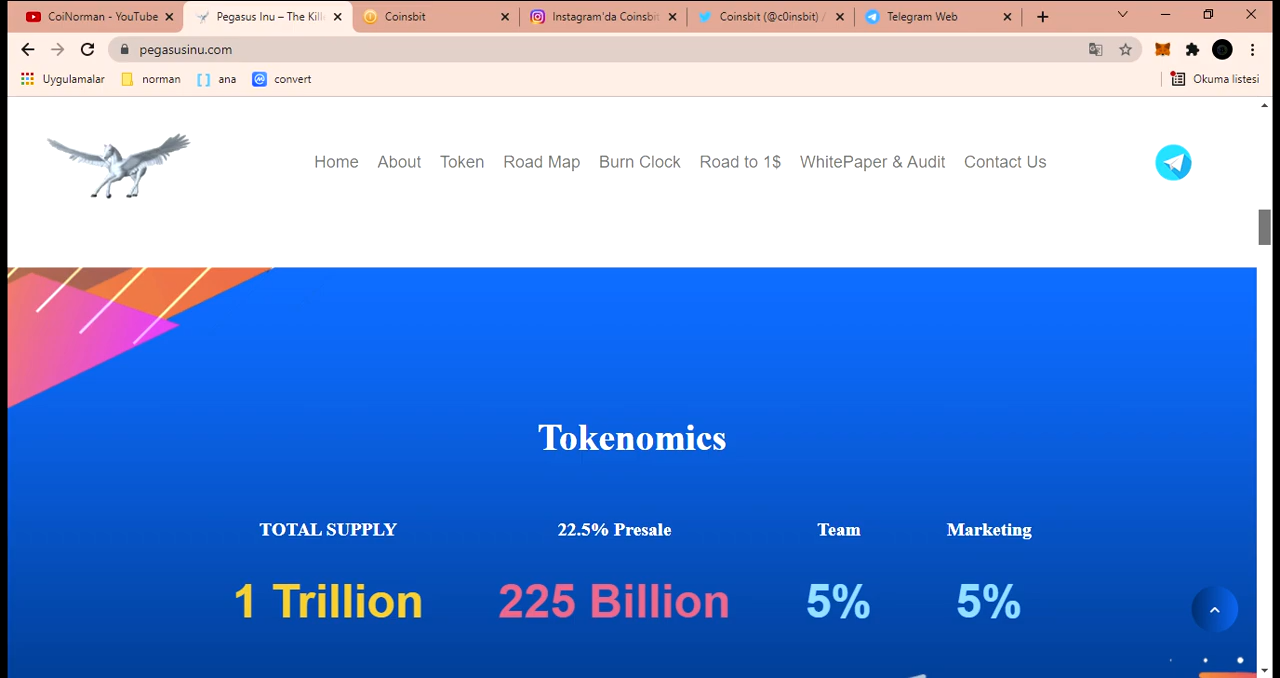 CoiNorman - YouTube
Pegasus Inu – The Kill
Coinsbit
Instagram'da Coinsbit
Coinsbit (@c0insbit) /
Telegram Web
pegasusinu.com
Uygulamalar
norman
[ ] ana
convert
Okuma listesi
Home About Token Road Map Burn Clock Road to 1$ WhitePaper & Audit Contact Us
Tokenomics
TOTAL SUPPLY 22.5% Presale Team Marketing
1 Trillion 225 Billion 5% 5%